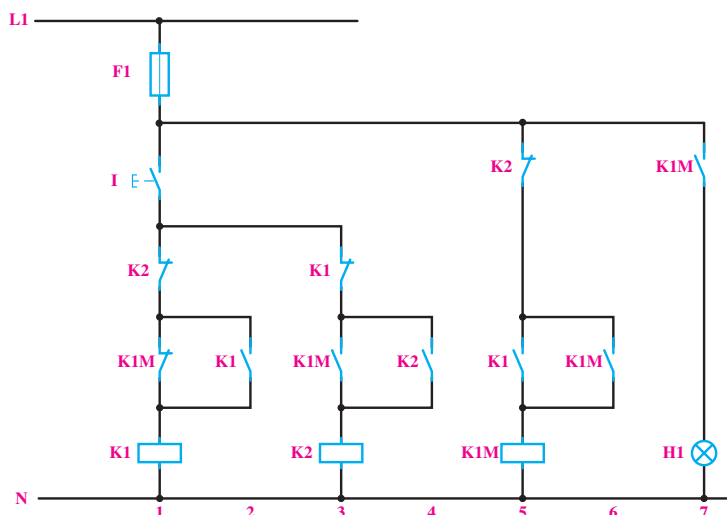 L1
F1
I K2 K1M
K2 K1
K1M K1 K1M K2 K1 K1M
K1 K2 K1M H1
N
1 2 3 4 5 6 7